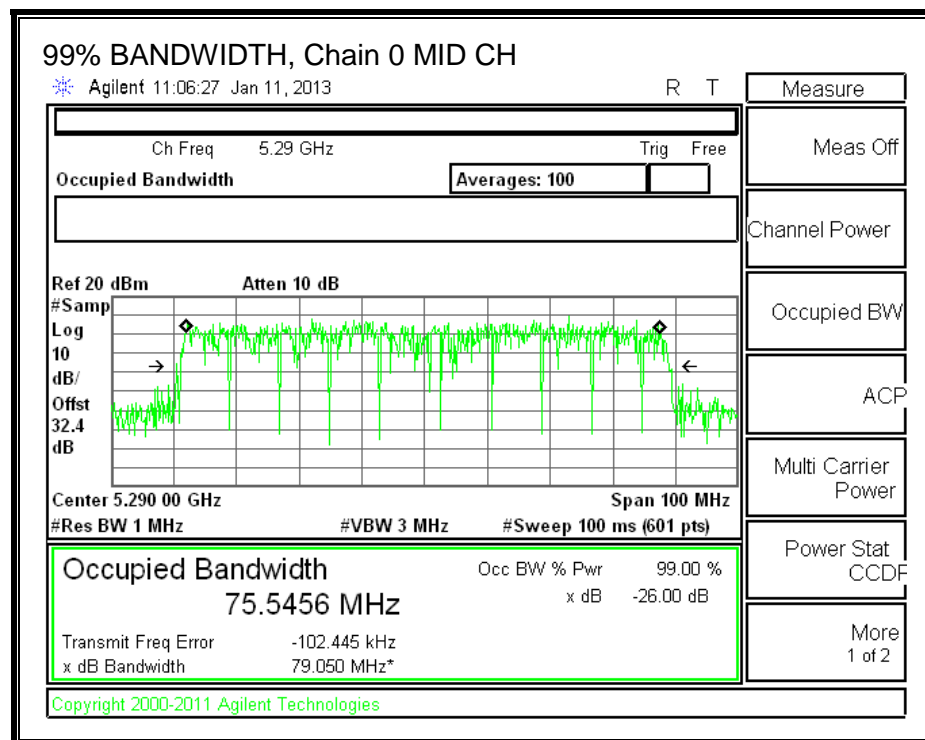 99% BANDWIDTH, Chain 0 MID CH
Agilent 11:06:27 Jan 11, 2013 R T
Measure
Ch Freq 5.29 GHz Trig Free
Meas Off
Occupied Bandwidth Averages: 100
Channel Power
Ref 20 dBm Atten 10 dB
#Samp
Log
10
dB/
Offst
32.4
dB
Occupied BW
ACP
Multi Carrier
Power
Center 5.290 00 GHz Span 100 MHz
#Res BW 1 MHz #VBW 3 MHz #Sweep 100 ms (601 pts)
Power Stat
CCDF
Occupied Bandwidth Occ BW % Pwr 99.00 %
75.5456 MHz x dB -26.00 dB
Transmit Freq Error -102.445 kHz
x dB Bandwidth 79.050 MHz*
More
1 of 2
Copyright 2000-2011 Agilent Technologies